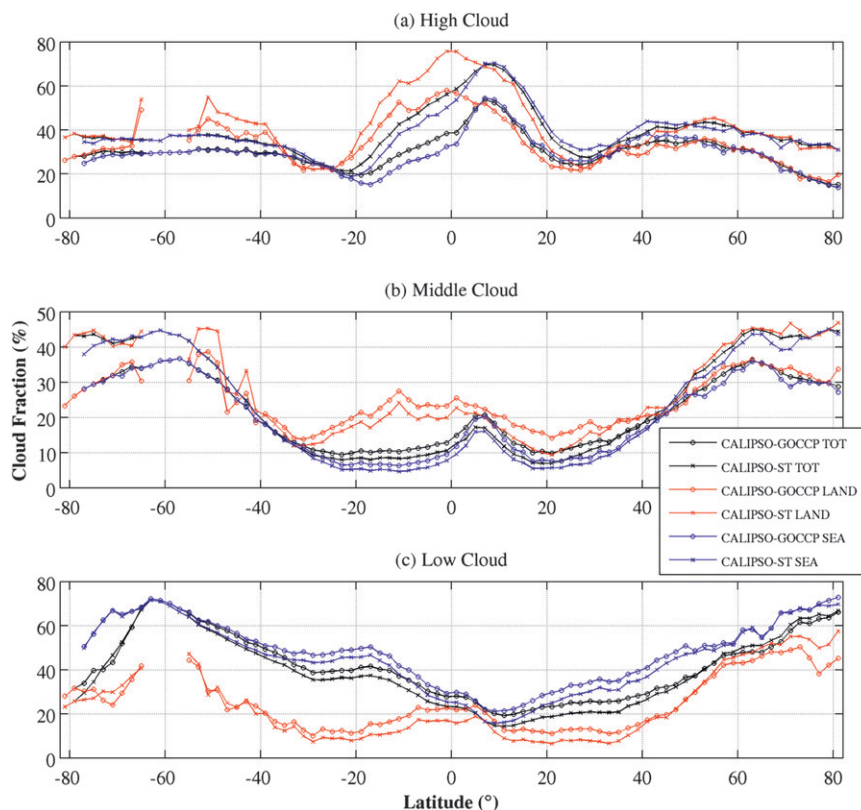 (a) High Cloud
80
60
40
20
0
-80 -60 -40 -20 0 20 40 60 80
(b) Middle Cloud
50
40
30
20
10
0
-80 -60 -40 -20 0 20 40 60 80
Cloud Fraction (%)
CALIPSO-GOCCP TOT
CALIPSO-ST TOT
CALIPSO-GOCCP LAND
CALIPSO-ST LAND
CALIPSO-GOCCP SEA
CALIPSO-ST SEA
(c) Low Cloud
80
60
40
20
0
-80 -60 -40 -20 0 20 40 60 80
Latitude (°)